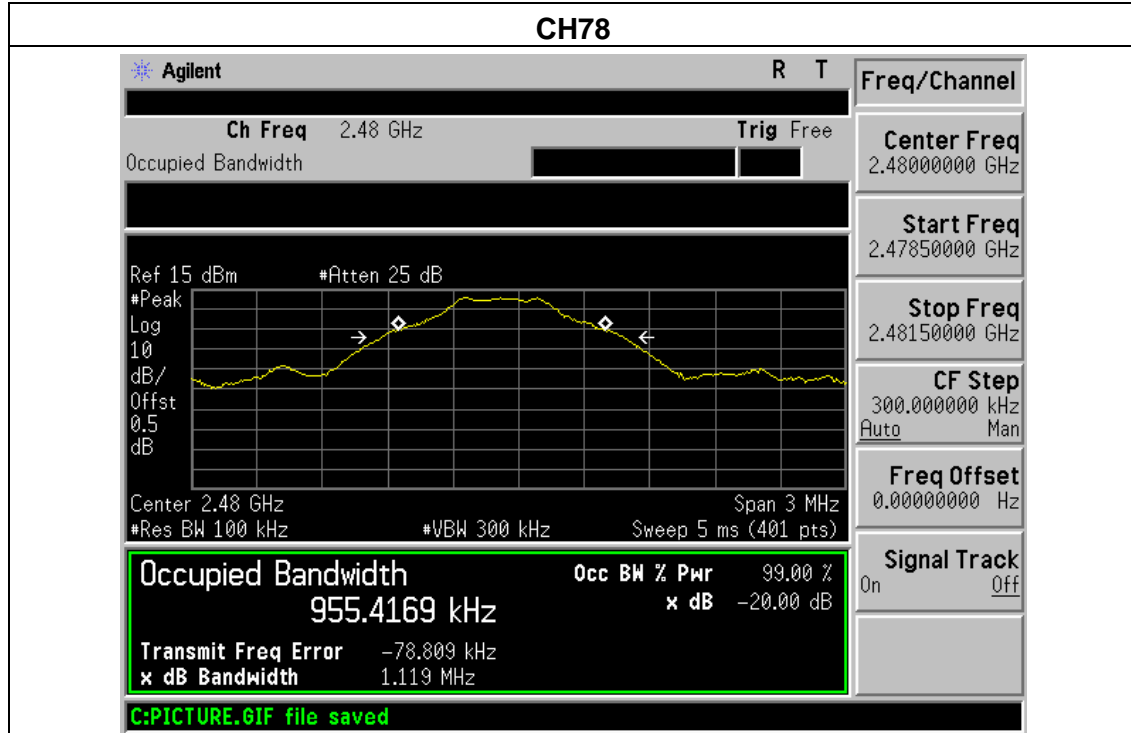 CH78
Agilent R T
Freq/Channel
Ch Freq 2.48 GHz Trig Free
Occupied Bandwidth
Center Freq
2.48000000 GHz
Start Freq
2.47850000 GHz
Stop Freq
2.48150000 GHz
CF Step
300.000000 kHz
Auto Man
Freq Offset
0.00000000 Hz
Signal Track
On Off
Ref 15 dBm #Atten 25 dB
#Peak
Log
10
dB/
Offst
0.5
dB
Center 2.48 GHz Span 3 MHz
#Res BW 100 kHz #VBW 300 kHz Sweep 5 ms (401 pts)
Occupied Bandwidth Occ BW % Pwr 99.00 %
955.4169 kHz x dB -20.00 dB
Transmit Freq Error -78.809 kHz
x dB Bandwidth 1.119 MHz
C:PICTURE.GIF file saved